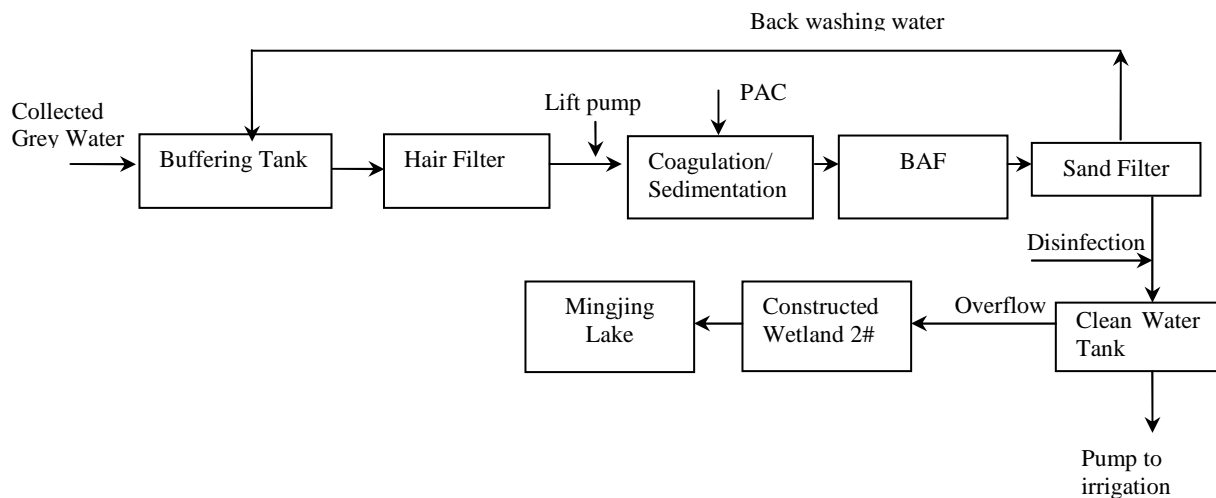 Back washing water
Collected
Grey Water
Lift pump
PAC
Buffering Tank
Hair Filter
Coagulation/
Sedimentation
BAF
Sand Filter
Disinfection
Mingjing
Lake
Constructed
Wetland 2#
Overflow
Clean Water
Tank
Pump to
irrigation